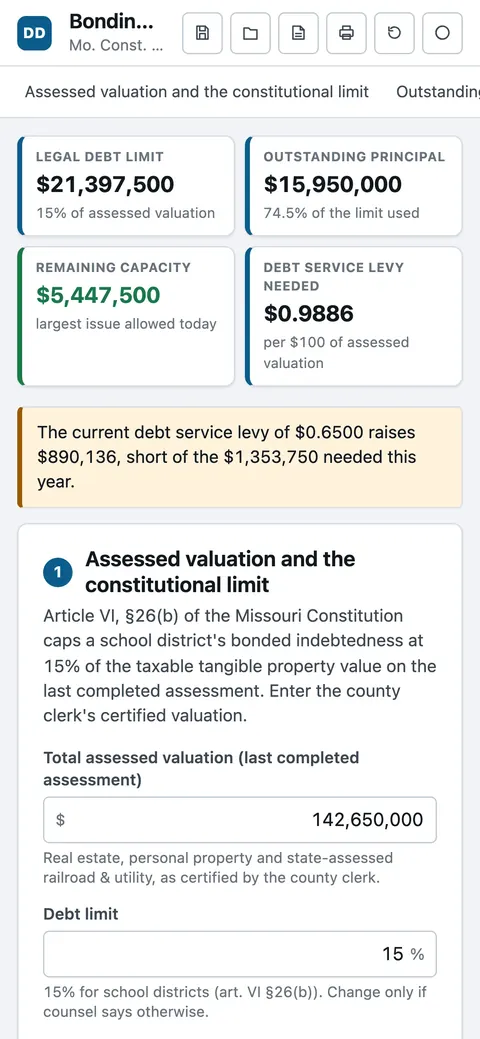 DD
Bondin...
Mo. Const. ...
Assessed valuation and the constitutional limit
Outstanding
LEGAL DEBT LIMIT
$21,397,500
15% of assessed valuation
OUTSTANDING PRINCIPAL
$15,950,000
74.5% of the limit used
REMAINING CAPACITY
$5,447,500
largest issue allowed today
DEBT SERVICE LEVY
NEEDED
$0.9886
per $100 of assessed
valuation
The current debt service levy of $0.6500 raises
$890,136, short of the $1,353,750 needed this
year.
1
Assessed valuation and the
constitutional limit
Article VI, §26(b) of the Missouri Constitution
caps a school district's bonded indebtedness at
15% of the taxable tangible property value on the
last completed assessment. Enter the county
clerk's certified valuation.
Total assessed valuation (last completed
assessment)
$ 142,650,000
Real estate, personal property and state-assessed
railroad & utility, as certified by the county clerk.
Debt limit
15 %
15% for school districts (art. VI §26(b)). Change only if
counsel says otherwise.